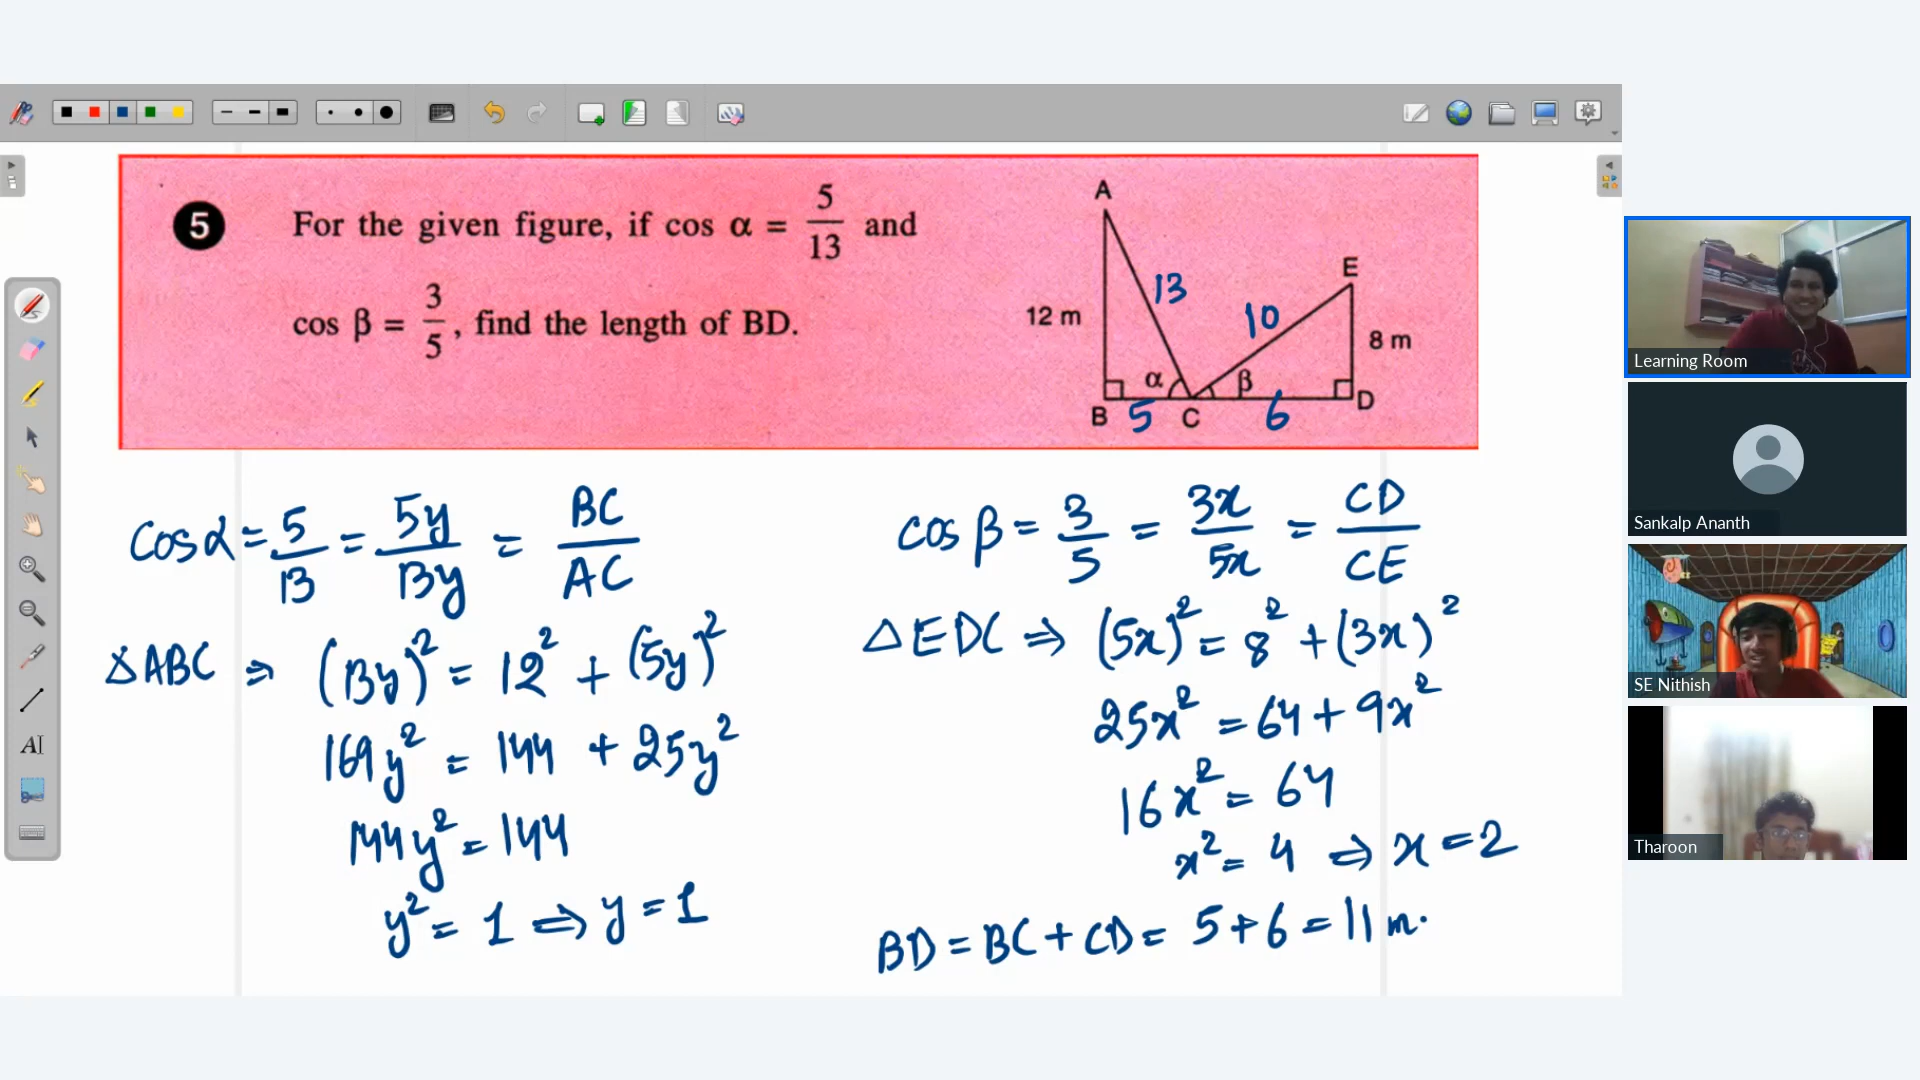 5 For the given figure, if cos α = 5/13 and
cos β = 3/5, find the length of BD.
A
13
E
10
12 m
8 m
α
β
B 5 C 6 D
Cosα = 5/13 = 5y/13y = BC/AC
△ABC ⇒ (13y)² = 12² + (5y)²
169y² = 144 + 25y²
144y² = 144
y² = 1 ⇒ y = 1
cos β = 3/5 = 3x/5x = CD/CE
△EDC ⇒ (5x)² = 8² + (3x)²
25x² = 64 + 9x²
16x² = 64
x² = 4 ⇒ x = 2
BD = BC + CD = 5 + 6 = 11 m.
AI
Learning Room
Sankalp Ananth
SE Nithish
Tharoon